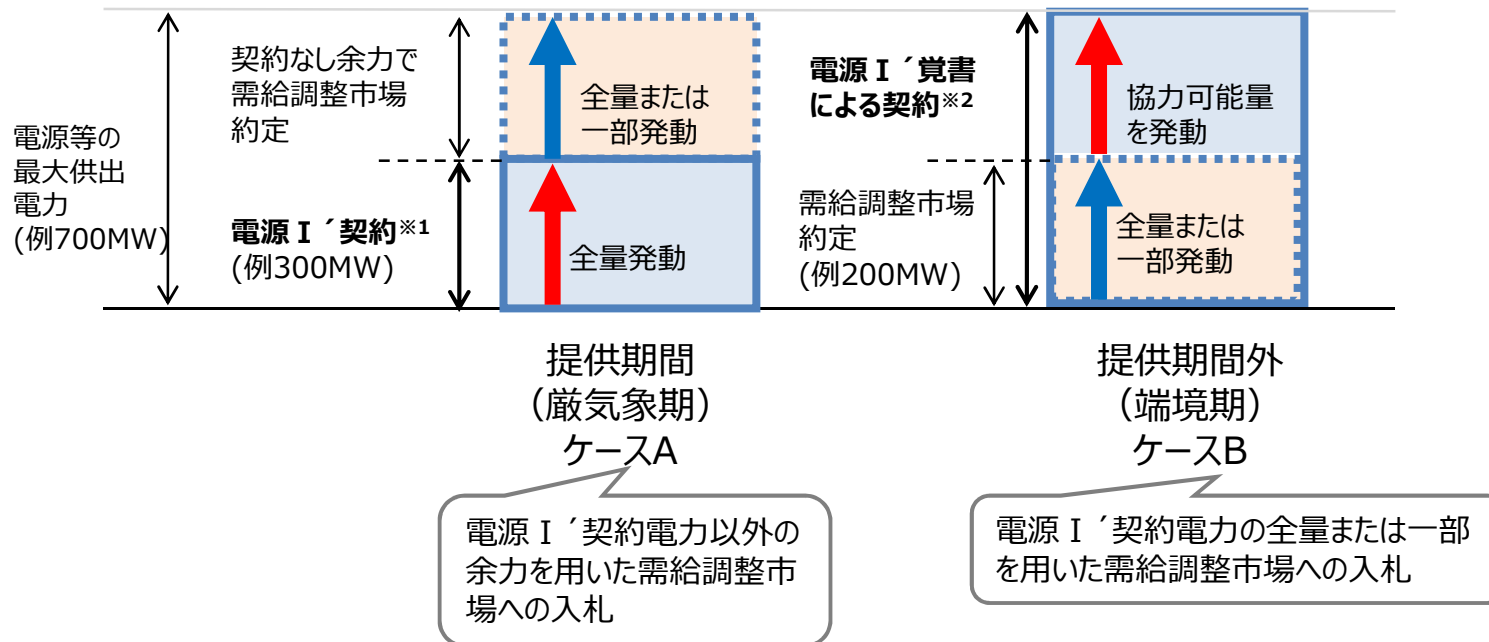 電源等の
最大供出
電力
(例700MW)
契約なし余力で
需給調整市場
約定
電源Ⅰ´契約※1
(例300MW)
全量または
一部発動
全量発動
電源Ⅰ´覚書
による契約※2
需給調整市場
約定
(例200MW)
協力可能量
を発動
全量または
一部発動
提供期間
(厳気象期)
ケースA
電源Ⅰ´契約電力以外の
余力を用いた需給調整市
場への入札
提供期間外
(端境期)
ケースB
電源Ⅰ´契約電力の全量または一部
を用いた需給調整市場への入札